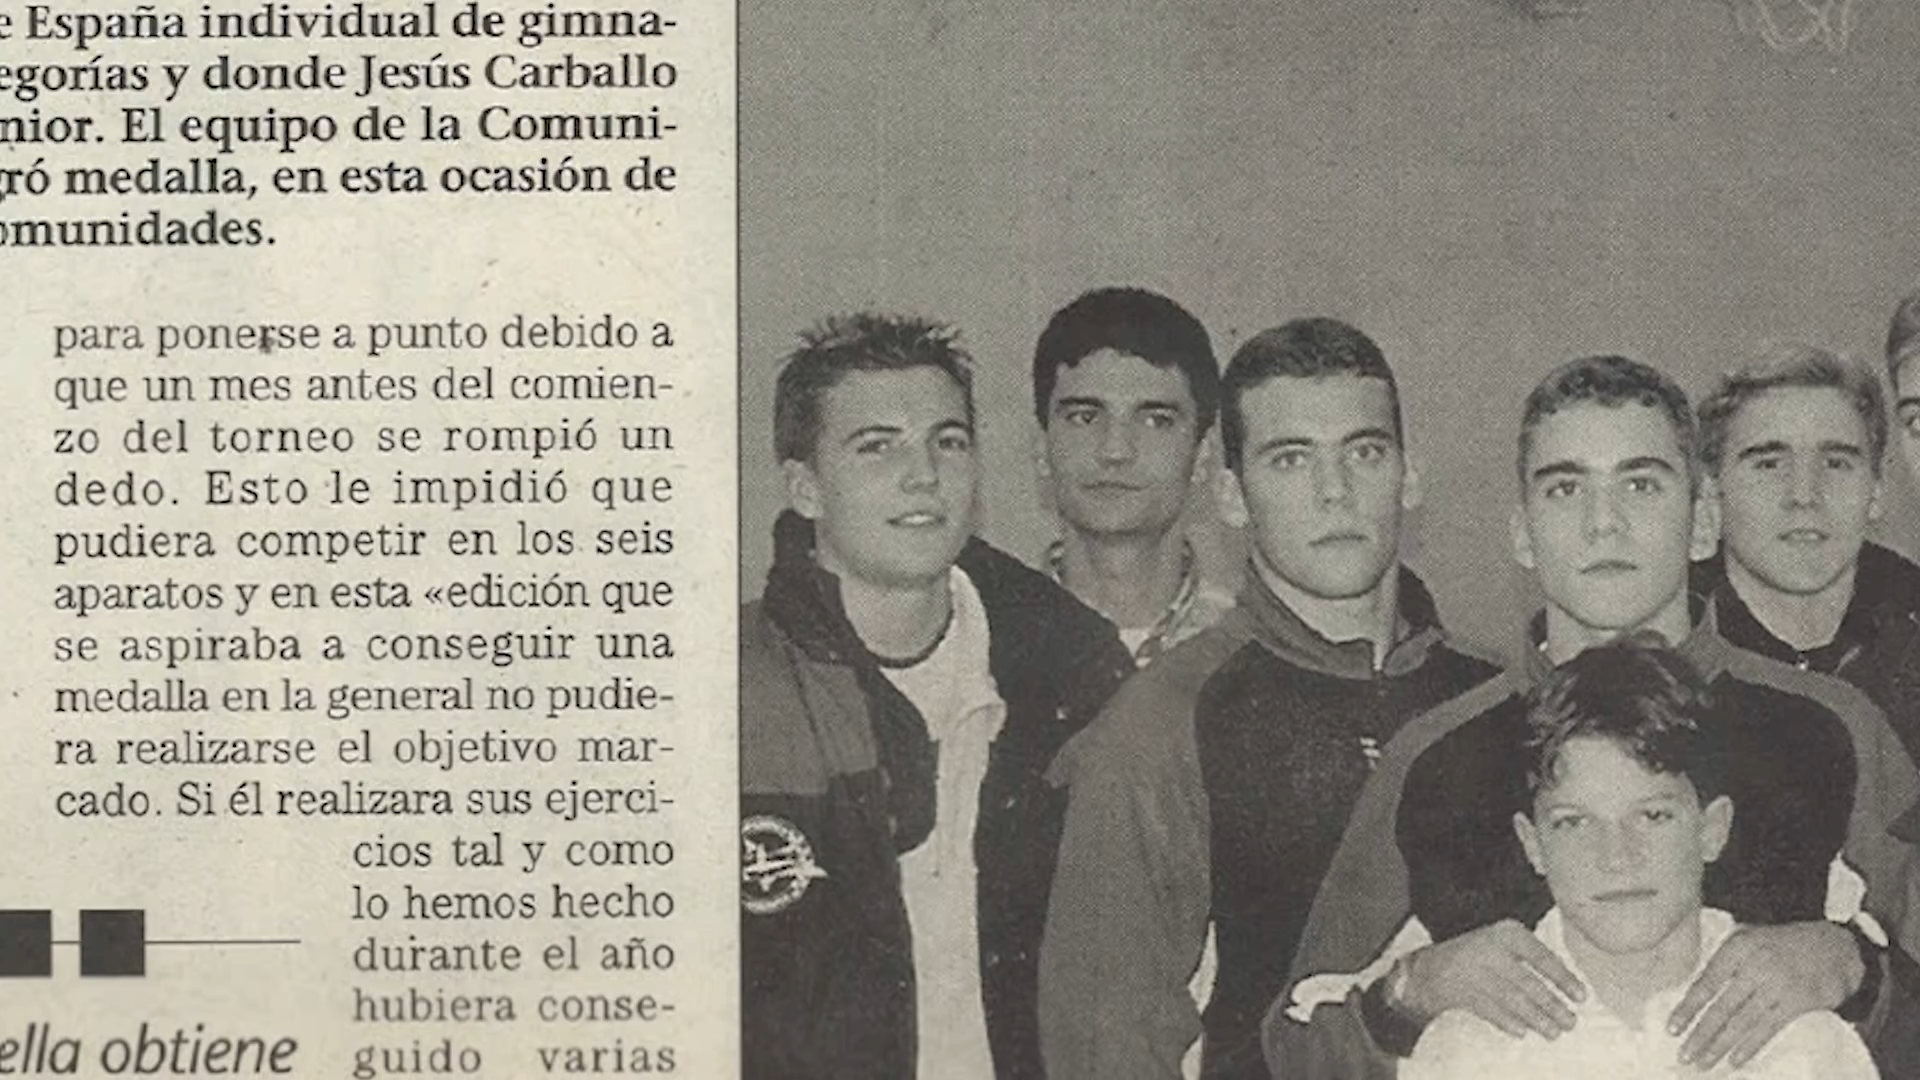 España individual de gimna-
egorías y donde Jesús Carballo
nior. El equipo de la Comuni-
gró medalla, en esta ocasión de
omunidades.
para ponerse a punto debido a
que un mes antes del comien-
zo del torneo se rompió un
dedo. Esto le impidió que
pudiera competir en los seis
aparatos y en esta «edición que
se aspiraba a conseguir una
medalla en la general no pudie-
ra realizarse el objetivo mar-
cado. Si él realizara sus ejerci-
cios tal y como
lo hemos hecho
durante el año
hubiera conse-
guido varias
ella obtiene